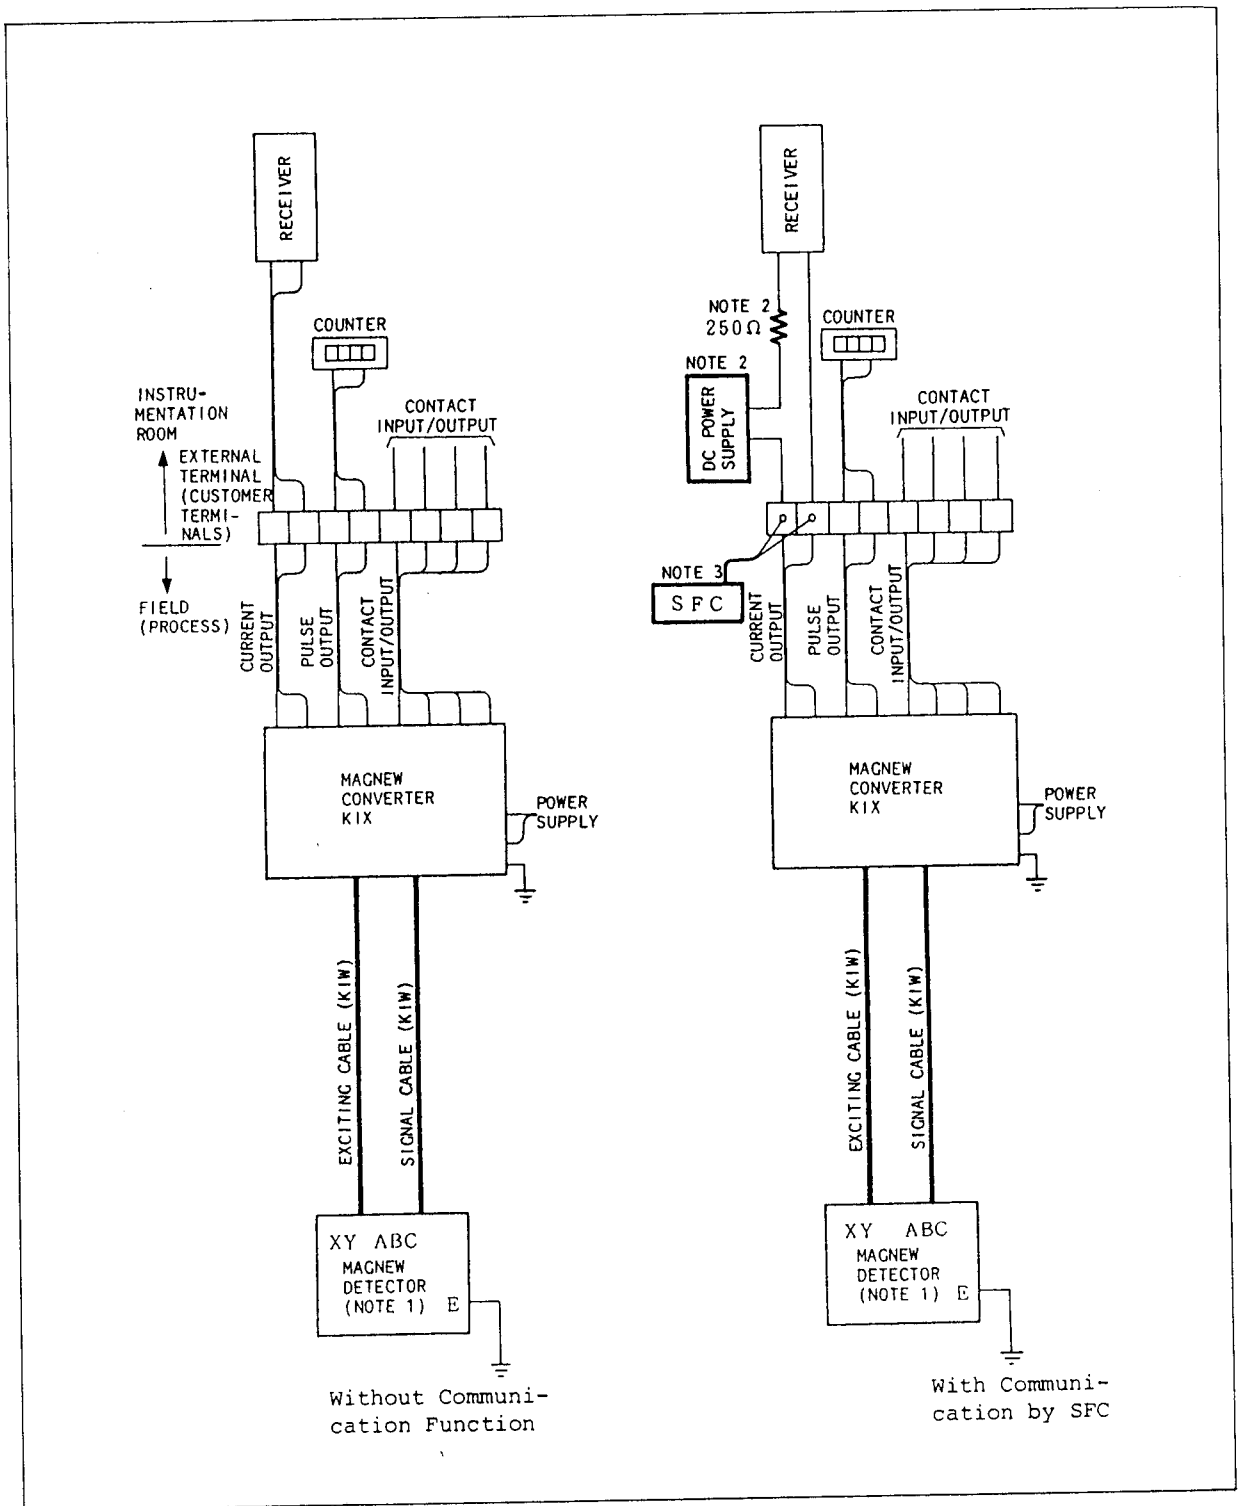 RECEIVER
COUNTER
INSTRU-
MENTATION
ROOM
EXTERNAL
TERMINAL
(CUSTOMER
TERMI-
NALS)
CONTACT
INPUT/OUTPUT
FIELD
(PROCESS)
CURRENT
OUTPUT
PULSE
OUTPUT
CONTACT
INPUT/OUTPUT
MAGNEW
CONVERTER
KIX
POWER
SUPPLY
EXCITING CABLE (KIW)
SIGNAL CABLE (KIW)
XY ABC
MAGNEW
DETECTOR
(NOTE 1) E
Without Communi-
cation Function
RECEIVER
NOTE 2
250Ω
COUNTER
NOTE 2
DC POWER
SUPPLY
CONTACT
INPUT/OUTPUT
NOTE 3
SFC
CURRENT
OUTPUT
PULSE
OUTPUT
CONTACT
INPUT/OUTPUT
MAGNEW
CONVERTER
KIX
POWER
SUPPLY
EXCITING CABLE (KIW)
SIGNAL CABLE (KIW)
XY ABC
MAGNEW
DETECTOR
(NOTE 1) E
With Communi-
cation by SFC